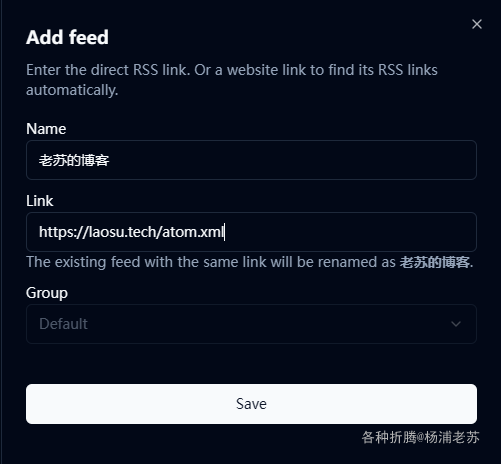 Add feed
Enter the direct RSS link. Or a website link to find its RSS links
automatically.
Name
老苏的博客
Link
https://laosu.tech/atom.xml
The existing feed with the same link will be renamed as 老苏的博客.
Group
Default
Save
各种折腾@杨浦老苏